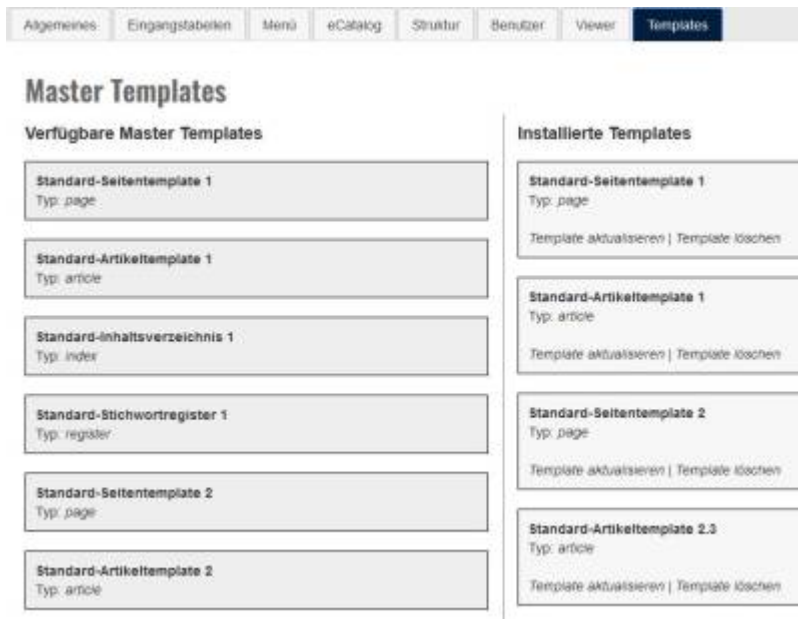 Allgemeines Eingangstabellen Menü eCatalog Struktur Benutzer Viewer Templates
Master Templates
Verfügbare Master Templates
Standard-Seitentemplate 1
Typ: page
Standard-Artikeltemplate 1
Typ: article
Standard-Inhaltsverzeichnis 1
Typ: index
Standard-Stichwortregister 1
Typ: register
Standard-Seitentemplate 2
Typ: page
Standard-Artikeltemplate 2
Typ: article
Installierte Templates
Standard-Seitentemplate 1
Typ: page
Template aktualisieren | Template löschen
Standard-Artikeltemplate 1
Typ: article
Template aktualisieren | Template löschen
Standard-Seitentemplate 2
Typ: page
Template aktualisieren | Template löschen
Standard-Artikeltemplate 2.3
Typ: article
Template aktualisieren | Template löschen